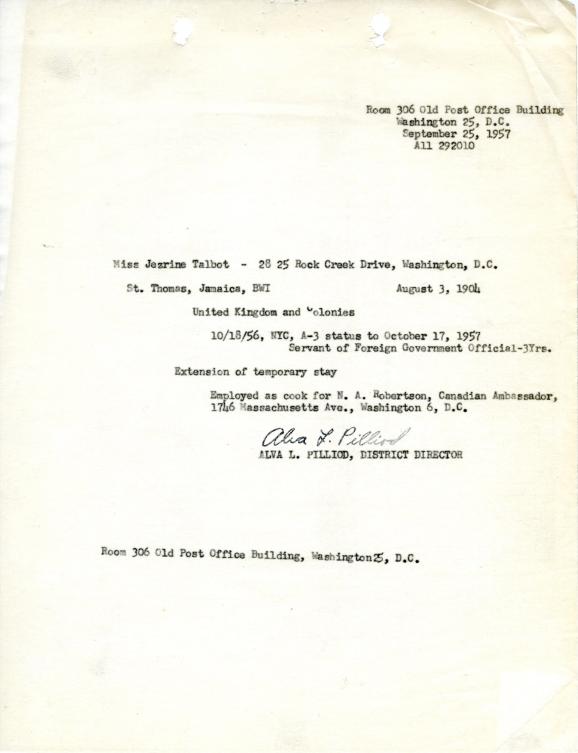 Room 306 Old Post Office Building
Washington 25, D.C.
September 25, 1957
All 292010
Miss Jezrine Talbot - 28 25 Rock Creek Drive, Washington, D.C.
St. Thomas, Jamaica, BWI August 3, 1904
United Kingdom and Colonies
10/18/56, NYC, A-3 status to October 17, 1957
Servant of Foreign Government Official-3Yrs.
Extension of temporary stay
Employed as cook for N. A. Robertson, Canadian Ambassador,
1746 Massachusetts Ave., Washington 6, D.C.
Alva L. Pilliod
ALVA L. PILLIOD, DISTRICT DIRECTOR
Room 306 Old Post Office Building, Washington25, D.C.